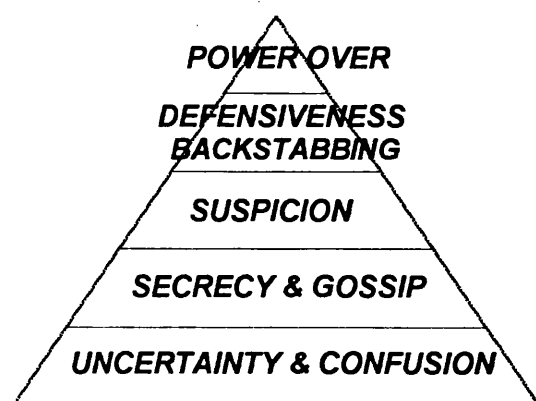 POWER OVER
DEFENSIVENESS
BACKSTABBING
SUSPICION
SECRECY & GOSSIP
UNCERTAINTY & CONFUSION